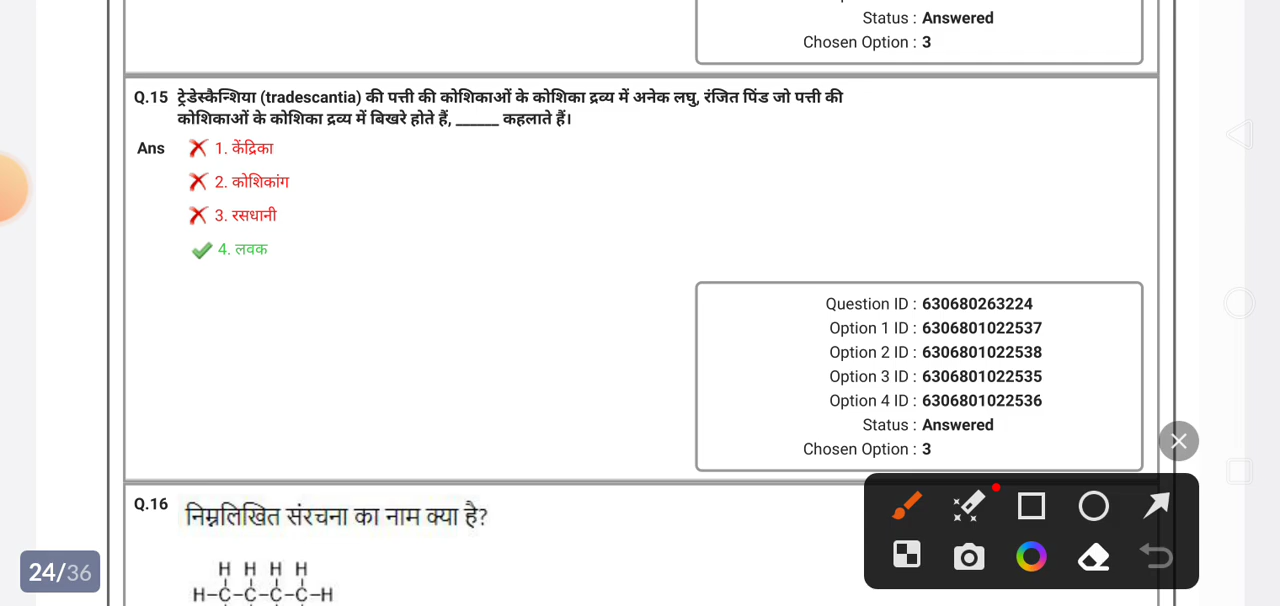 Status : Answered
Chosen Option : 3
Q.15 ट्रेडेस्कैन्शिया (tradescantia) की पत्ती की कोशिकाओं के कोशिका द्रव्य में अनेक लघु, रंजित पिंड जो पत्ती की
कोशिकाओं के कोशिका द्रव्य में बिखरे होते हैं, ______ कहलाते हैं।
Ans 1. केंद्रिका
2. कोशिकांग
3. रसधानी
4. लवक
Question ID : 630680263224
Option 1 ID : 6306801022537
Option 2 ID : 6306801022538
Option 3 ID : 6306801022535
Option 4 ID : 6306801022536
Status : Answered
Chosen Option : 3
Q.16 निम्नलिखित संरचना का नाम क्या है?
H H H H
H-C-C-C-C-H
24/36